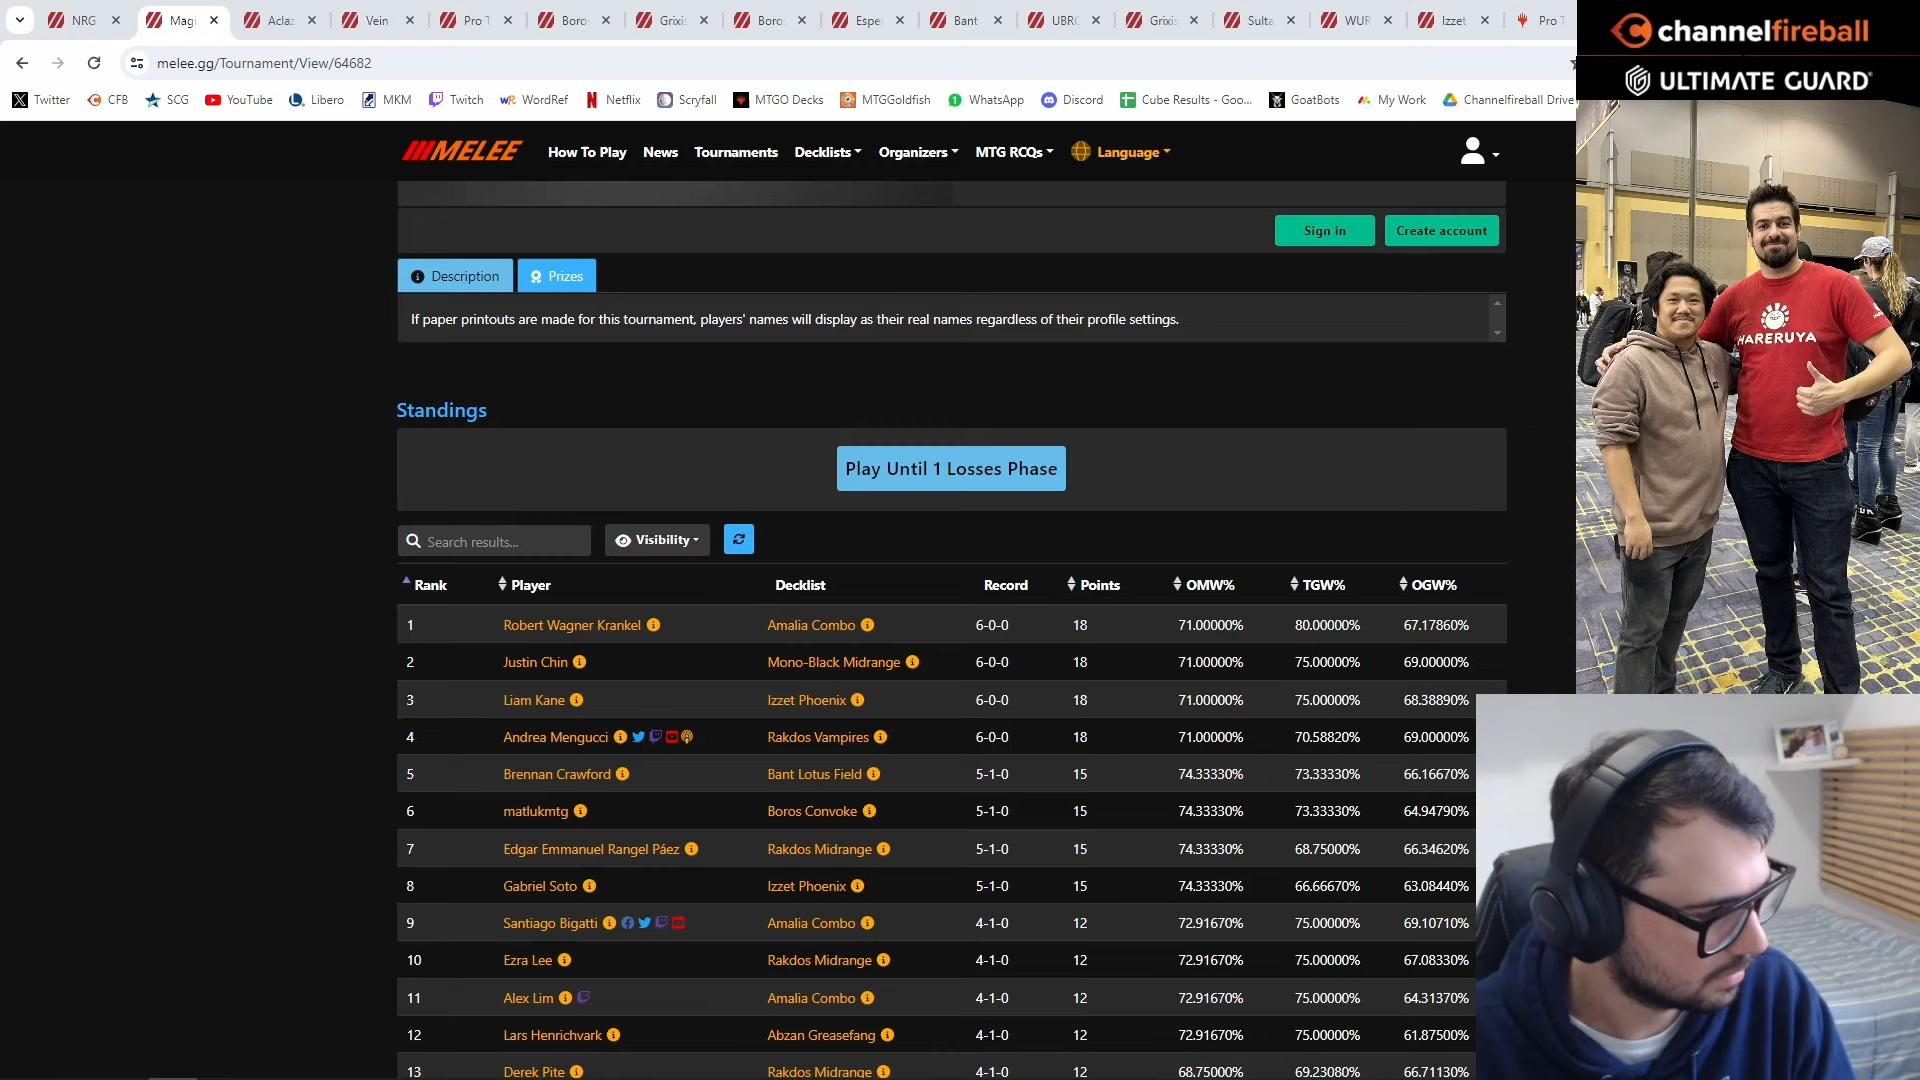 NRG
Magi
Aclaz
Vein
Pro T
Boros
Grixis
Boros
Espe
Bant
UBRG
Grixis
Sulta
WUR
Izzet
Pro T
melee.gg/Tournament/View/64682
Twitter
CFB
SCG
YouTube
Libero
MKM
Twitch
WordRef
Netflix
Scryfall
MTGO Decks
MTGGoldfish
WhatsApp
Discord
Cube Results - Goo...
GoatBots
My Work
Channelfireball Drive
channelfireball
ULTIMATE GUARD
MELEE
How To Play
News
Tournaments
Decklists
Organizers
MTG RCQs
Language
Sign in
Create account
Description
Prizes
If paper printouts are made for this tournament, players' names will display as their real names regardless of their profile settings.
Standings
Play Until 1 Losses Phase
Search results...
Visibility
Rank Player Decklist Record Points OMW% TGW% OGW%
1 Robert Wagner Krankel Amalia Combo 6-0-0 18 71.00000% 80.00000% 67.17860%
2 Justin Chin Mono-Black Midrange 6-0-0 18 71.00000% 75.00000% 69.00000%
3 Liam Kane Izzet Phoenix 6-0-0 18 71.00000% 75.00000% 68.38890%
4 Andrea Mengucci Rakdos Vampires 6-0-0 18 71.00000% 70.58820% 69.00000%
5 Brennan Crawford Bant Lotus Field 5-1-0 15 74.33330% 73.33330% 66.16670%
6 matlukmtg Boros Convoke 5-1-0 15 74.33330% 73.33330% 64.94790%
7 Edgar Emmanuel Rangel Páez Rakdos Midrange 5-1-0 15 74.33330% 68.75000% 66.34620%
8 Gabriel Soto Izzet Phoenix 5-1-0 15 74.33330% 66.66670% 63.08440%
9 Santiago Bigatti Amalia Combo 4-1-0 12 72.91670% 75.00000% 69.10710%
10 Ezra Lee Rakdos Midrange 4-1-0 12 72.91670% 75.00000% 67.08330%
11 Alex Lim Amalia Combo 4-1-0 12 72.91670% 75.00000% 64.31370%
12 Lars Henrichvark Abzan Greasefang 4-1-0 12 72.91670% 75.00000% 61.87500%
13 Derek Pite Rakdos Midrange 4-1-0 12 68.75000% 69.23080% 66.71130%
HARERUYA